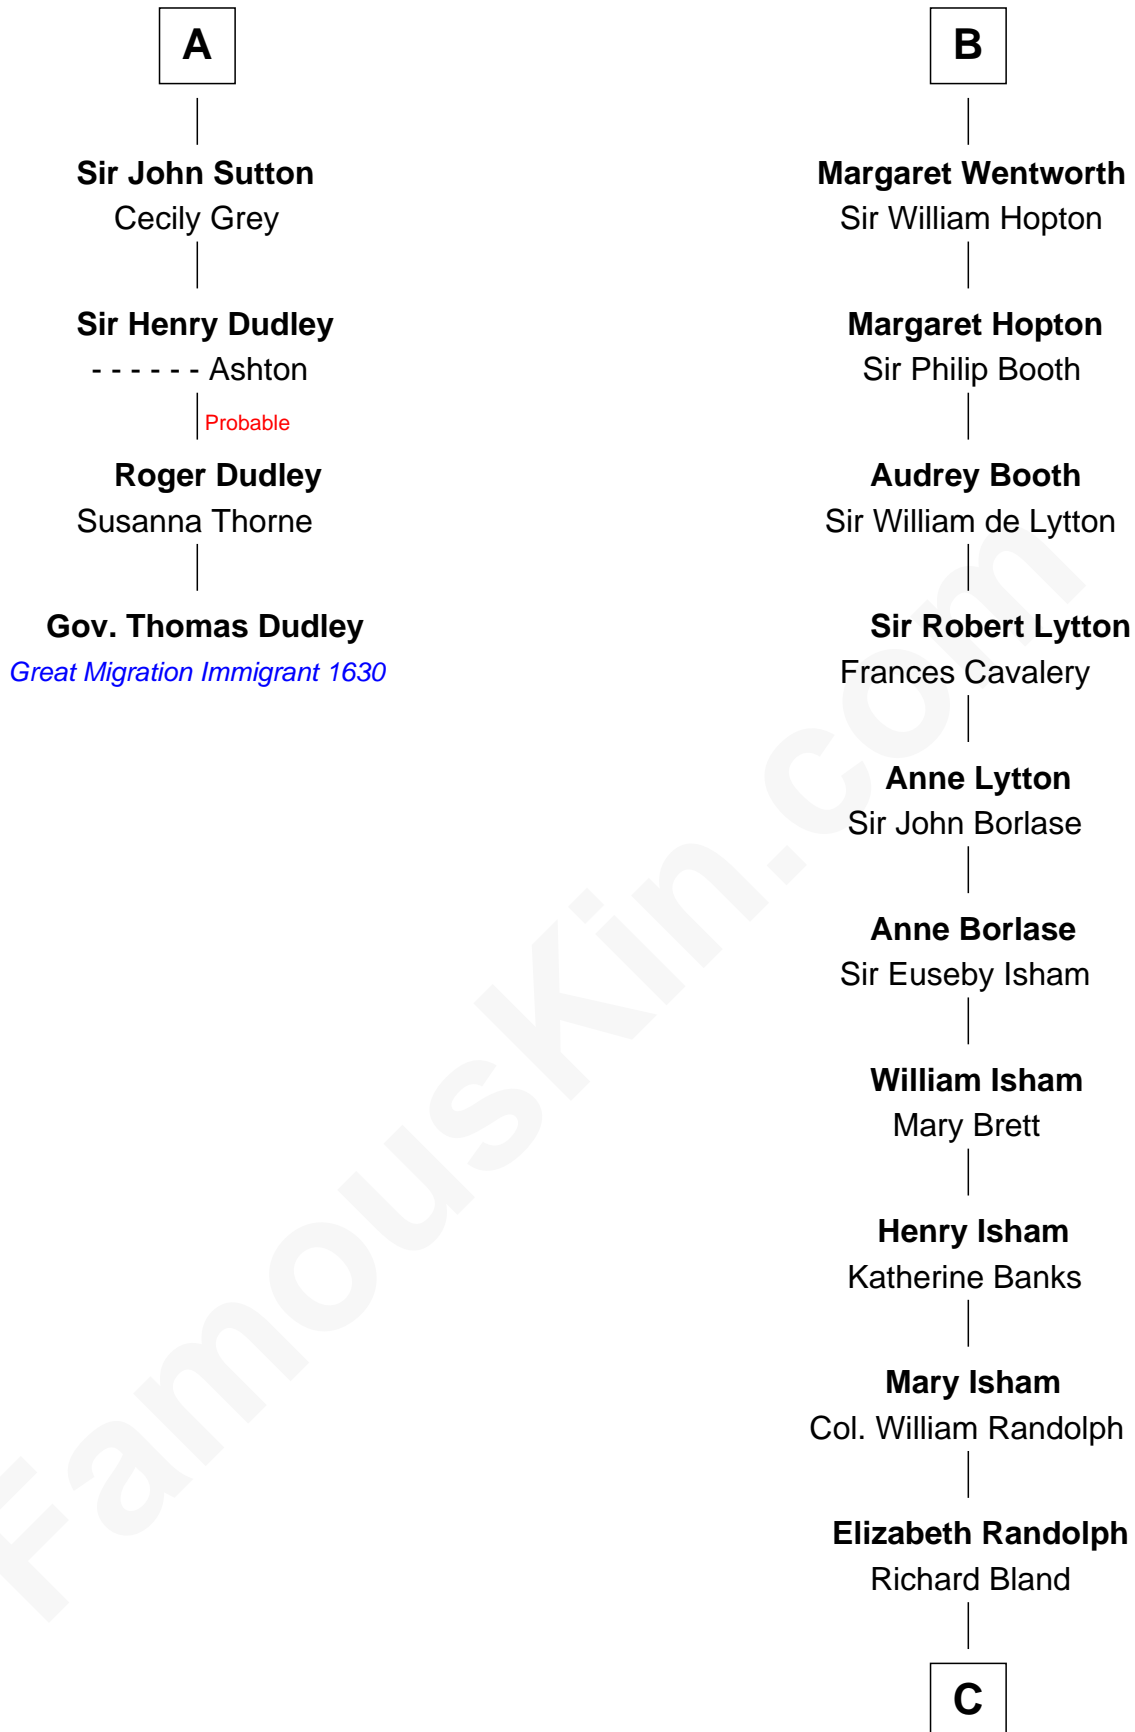 A
Sir John Sutton
Cecily Grey
Sir Henry Dudley
- - - - - - Ashton
Probable
Roger Dudley
Susanna Thorne
Gov. Thomas Dudley
Great Migration Immigrant 1630
B
Margaret Wentworth
Sir William Hopton
Margaret Hopton
Sir Philip Booth
Audrey Booth
Sir William de Lytton
Sir Robert Lytton
Frances Cavalery
Anne Lytton
Sir John Borlase
Anne Borlase
Sir Euseby Isham
William Isham
Mary Brett
Henry Isham
Katherine Banks
Mary Isham
Col. William Randolph
Elizabeth Randolph
Richard Bland
C
FamousKin.com